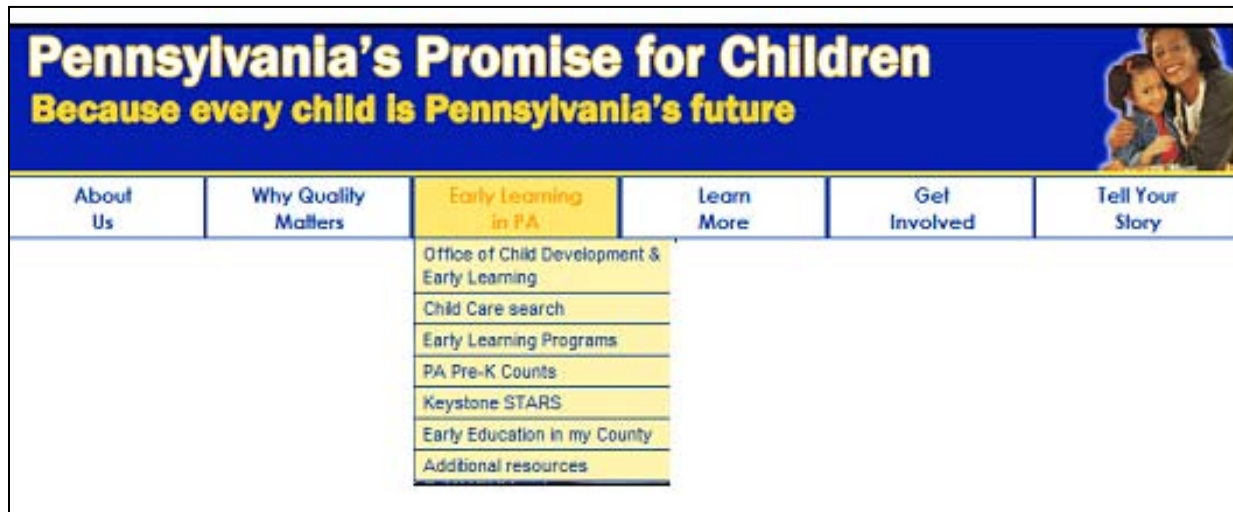 Pennsylvania's Promise for Children
Because every child is Pennsylvania's future
About
Us
Why Quality
Matters
Early Learning
in PA
Learn
More
Get
Involved
Tell Your
Story
Office of Child Development &
Early Learning
Child Care search
Early Learning Programs
PA Pre-K Counts
Keystone STARS
Early Education in my County
Additional resources